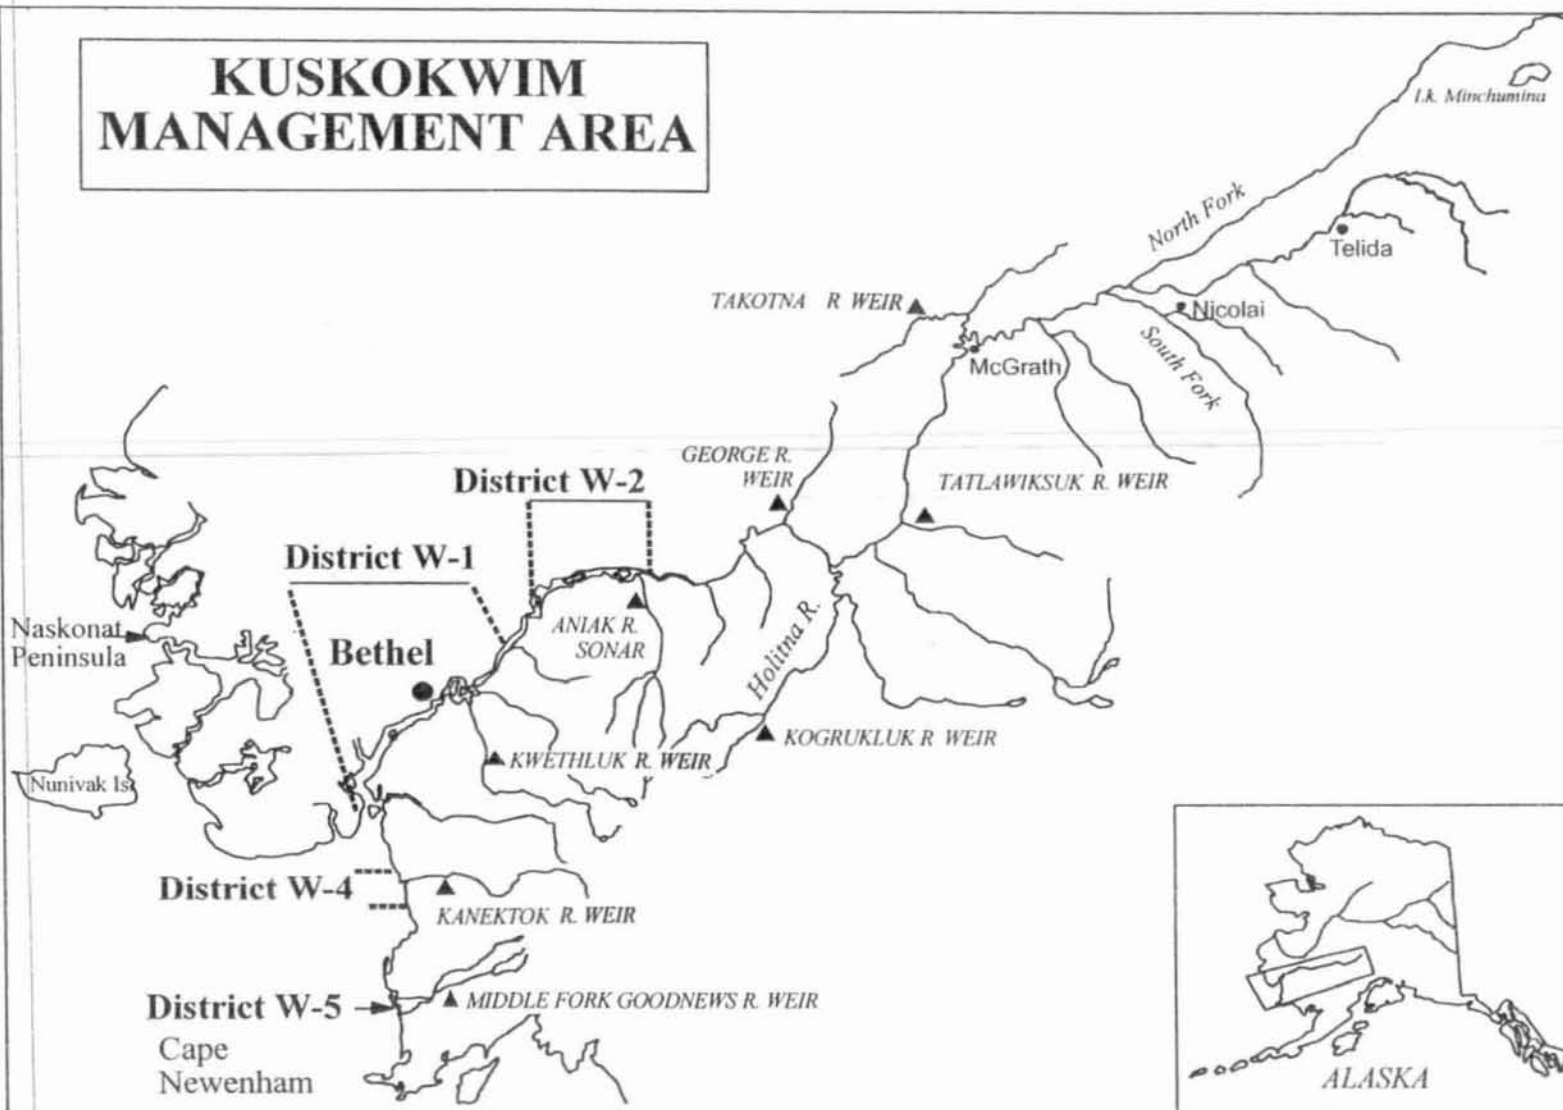 KUSKOKWIM
MANAGEMENT AREA
Lk. Minchumina
North Fork
Telida
TAKOTNA R WEIR
Nicolai
McGrath
South Fork
GEORGE R.
WEIR
TATLAWIKSUK R. WEIR
District W-2
District W-1
ANIAK R.
SONAR
Naskonat
Peninsula
Bethel
Holitna R.
KOGRUKLUK R WEIR
KWETHLUK R. WEIR
Nunivak Is.
District W-4
KANEKTOK R. WEIR
District W-5
MIDDLE FORK GOODNEWS R. WEIR
Cape
Newenham
ALASKA